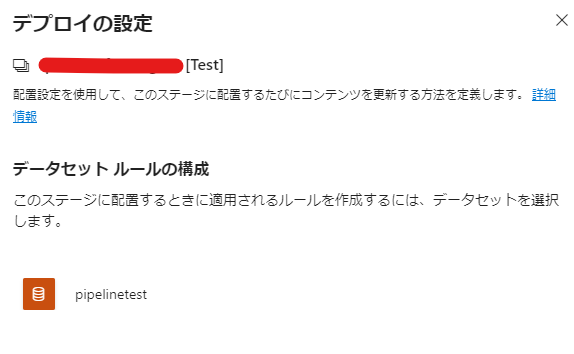 デプロイの設定
[Test]
配置設定を使用して、このステージに配置するたびにコンテンツを更新する方法を定義します。 詳細
情報
データセット ルールの構成
このステージに配置するときに適用されるルールを作成するには、データセットを選択
します。
pipelinetest